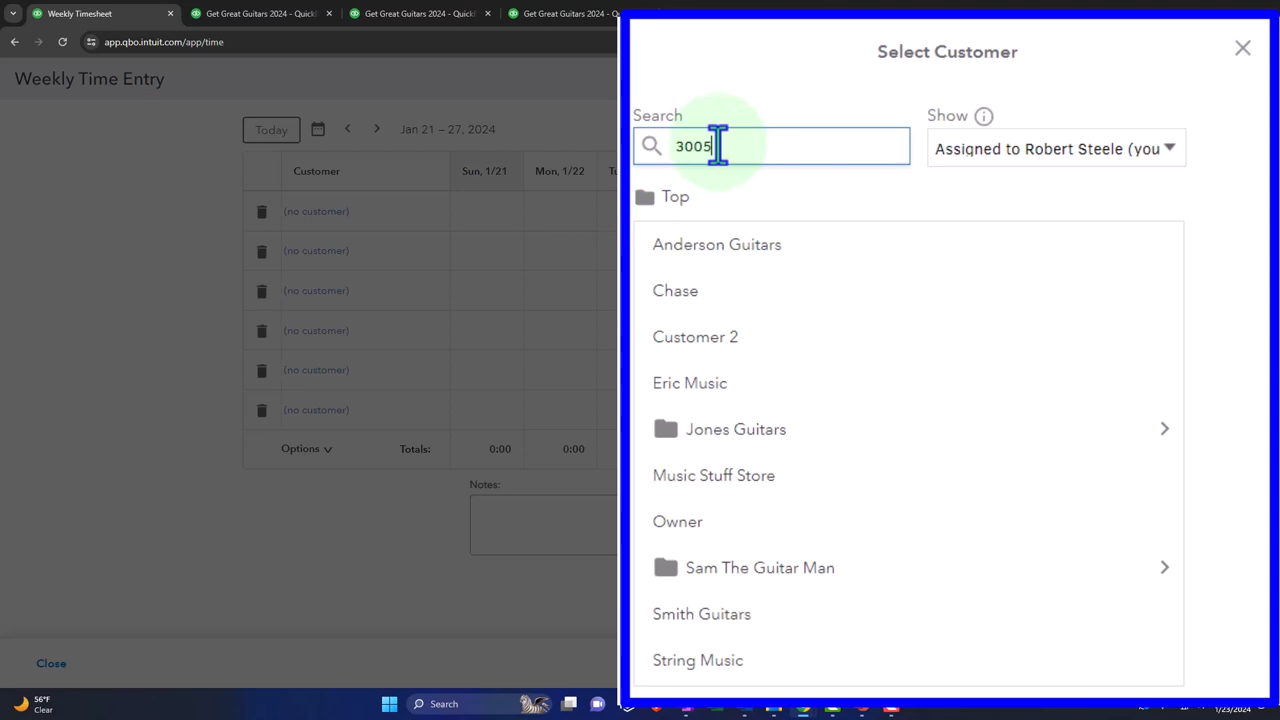 Weekly Timesheet
Get Great Guitars 1/2024 - Quick
Get Great Guitars 1/2024 - Quick
Get Great Guitars 1/2024 - Q
app.qbo.intuit.com/app/time
Weekly Time Entry
Today
Jan 21
2024
Customer
Sun, 1/21
Mon, 1/22
(no customer)
(no customer)
(no customer)
(no customer)
(no customer)
(no customer)
Options
Totals:
0:00
0:00
Notes:
Close
Select Customer
Search
Show
3005
Assigned to Robert Steele (you
Top
Anderson Guitars
Chase
Customer 2
Eric Music
Jones Guitars
Music Stuff Store
Owner
Sam The Guitar Man
Smith Guitars
String Music
56°F
Clear
Search
1/23/2024